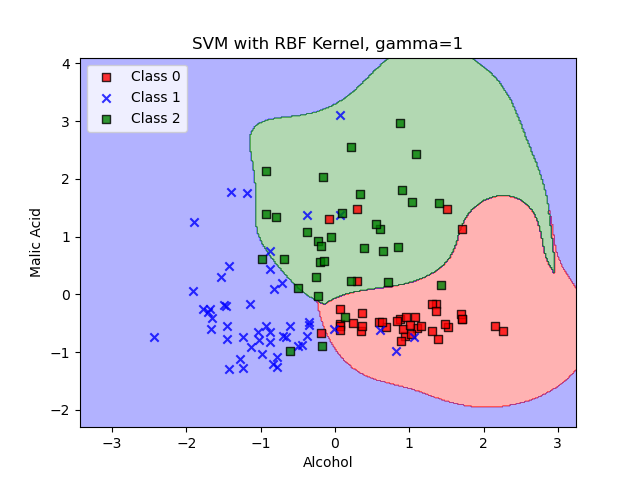 SVM with RBF Kernel, gamma=1
Class 0
Class 1
Class 2
4
3
2
1
0
−1
−2
Malic Acid
−3 −2 −1 0 1 2 3
Alcohol